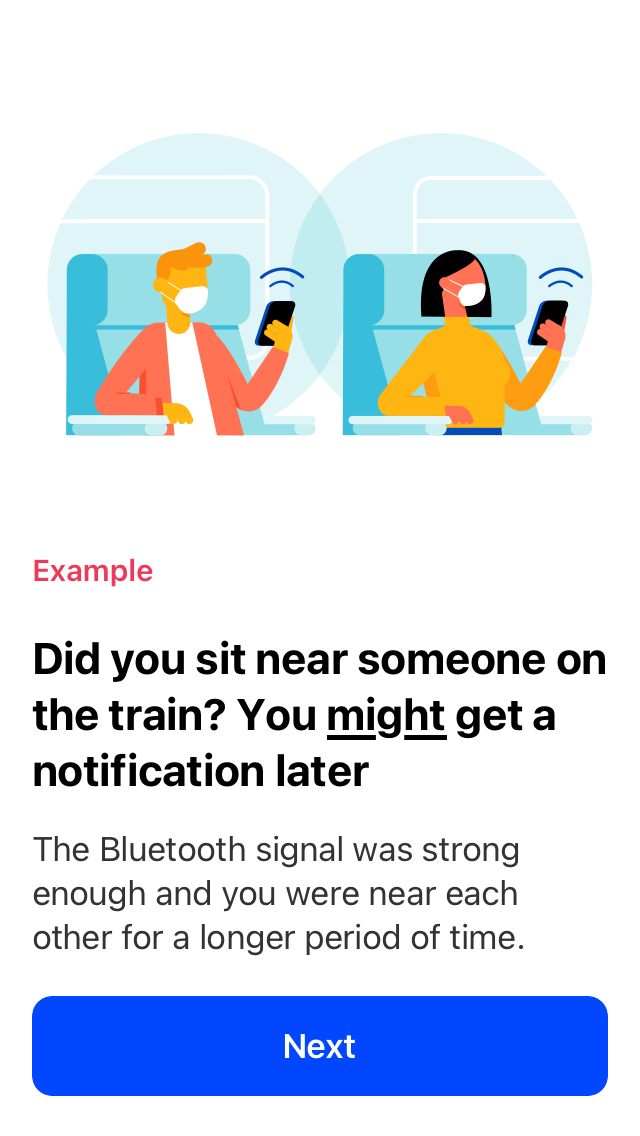 Example
Did you sit near someone on
the train? You might get a
notification later
The Bluetooth signal was strong
enough and you were near each
other for a longer period of time.
Next